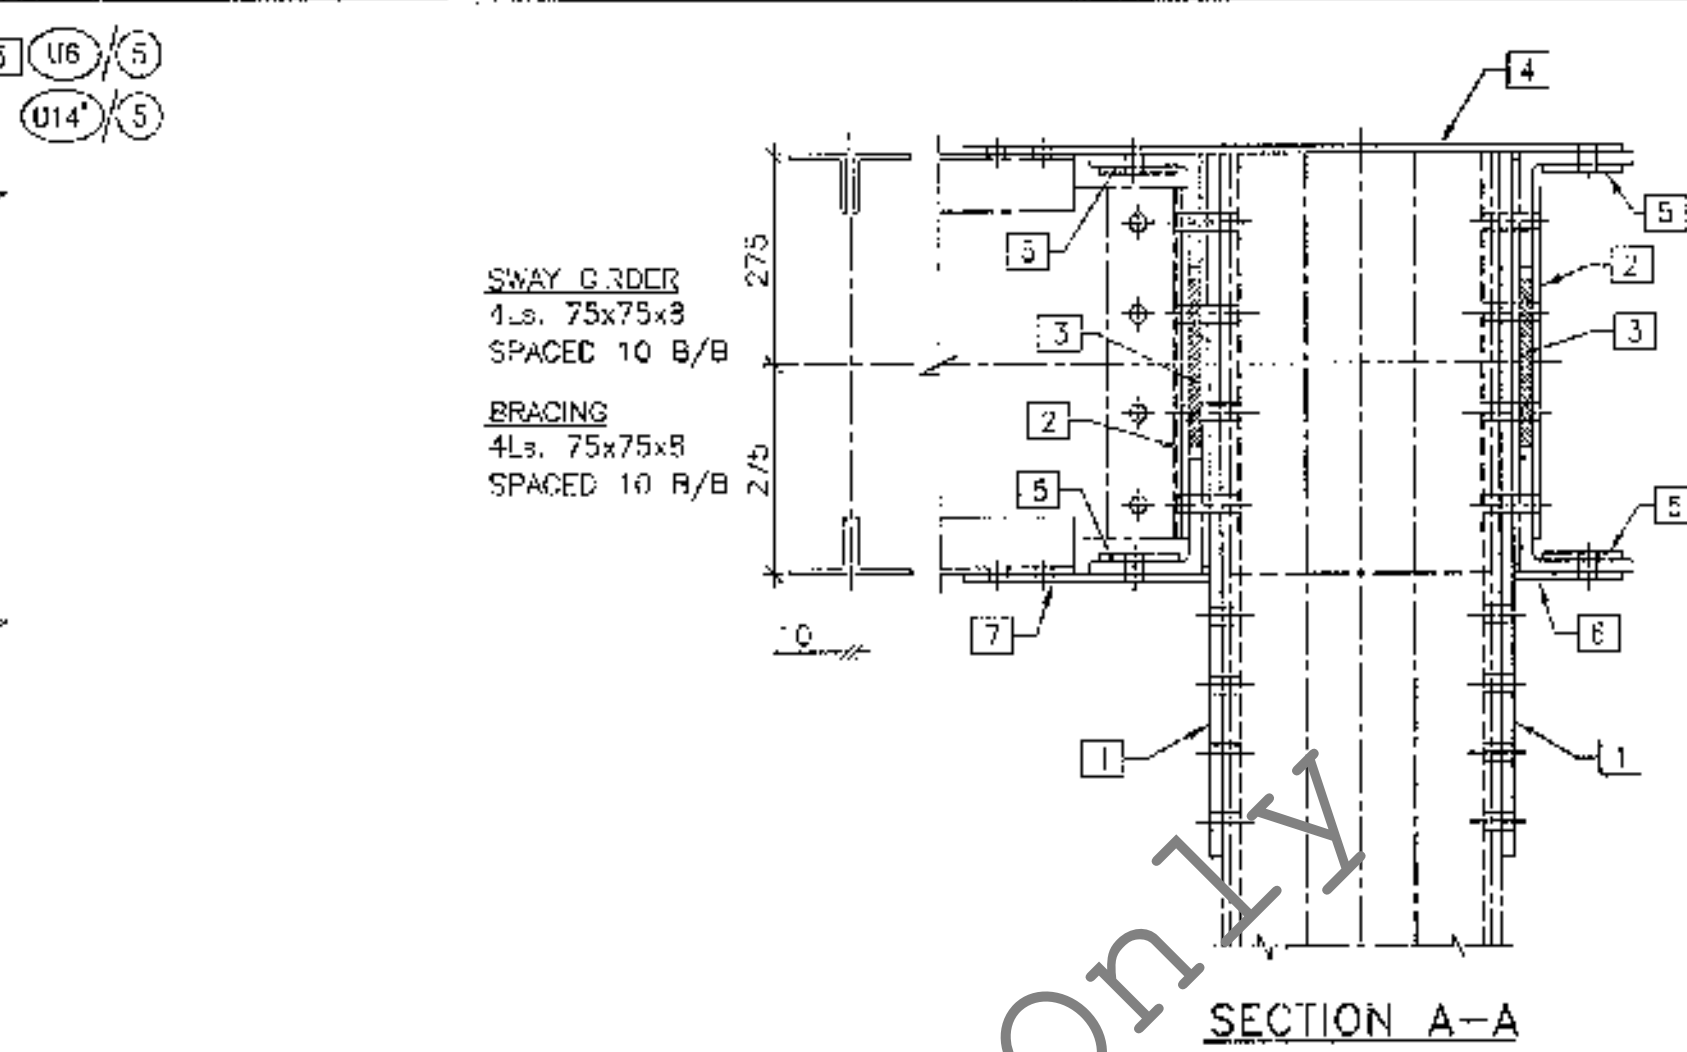 U6 / 5
U14' / 5
4
5
2
3
5
6
1
5
3
2
5
7
1
275
275
10
SWAY GIRDER
4Ls. 75x75x8
SPACED 10 B/B
BRACING
4Ls. 75x75x8
SPACED 10 B/B
SECTION A-A
Only